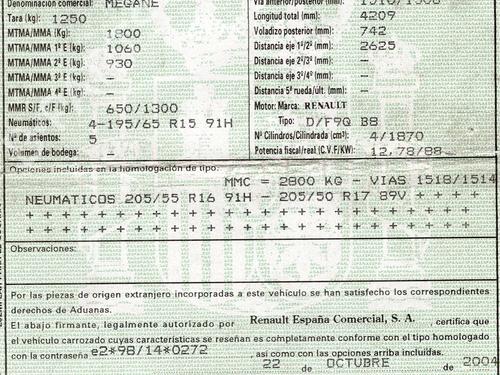 Denominación comercial: MEGANE
Tara (kg): 1250
MTMA/MMA (Kg): 1800
MTMA/MMA 1º E (kg): 1060
MTMA/MMA 2º E (kg): 930
MTMA/MMA 3º E (kg): —
MTMA/MMA 4º E (kg): —
MMR S/F, c/F (kg): 650/1300
Neumáticos: 4-195/65 R15 91H
Nº de asientos: 5
Volumen de bodega: —
Vía anterior/posterior (mm):
Longitud total (mm): 4209
Voladizo posterior (mm): 742
Distancia eje 1º/2º (mm): 2625
Distancia eje 2º/3º (mm): —
Distancia eje 3º/4º (mm): —
Distancia 5ª rueda/últ. (mm): —
Motor: Marca: RENAULT
Tipo: D/F9Q B8
Nº Cilindros/Cilindrada (cm³): 4/1870
Potencia fiscal/real (C.V.F/KW): 12,78/88
Opciones incluidas en la homologación de tipo:
MMC = 2800 KG - VIAS 1518/1514
NEUMATICOS 205/55 R16 91H - 205/50 R17 89V + + + + +
+ + + + + + + + + + + + + + + + + + + + + + +
+ + + + + + + + + + + + + + + + + + + + + + +
Observaciones:
Por las piezas de origen extranjero incorporadas a este vehículo se han satisfecho los correspondientes
derechos de Aduanas.
El abajo firmante, legalmente autorizado por Renault España Comercial, S. A. , certifica que
el vehículo carrozado cuyas características se reseñan es completamente conforme con el tipo homologado
con la contraseña e2*98/14*0272 , así como con las opciones arriba incluidas.
22 de OCTUBRE de 2004